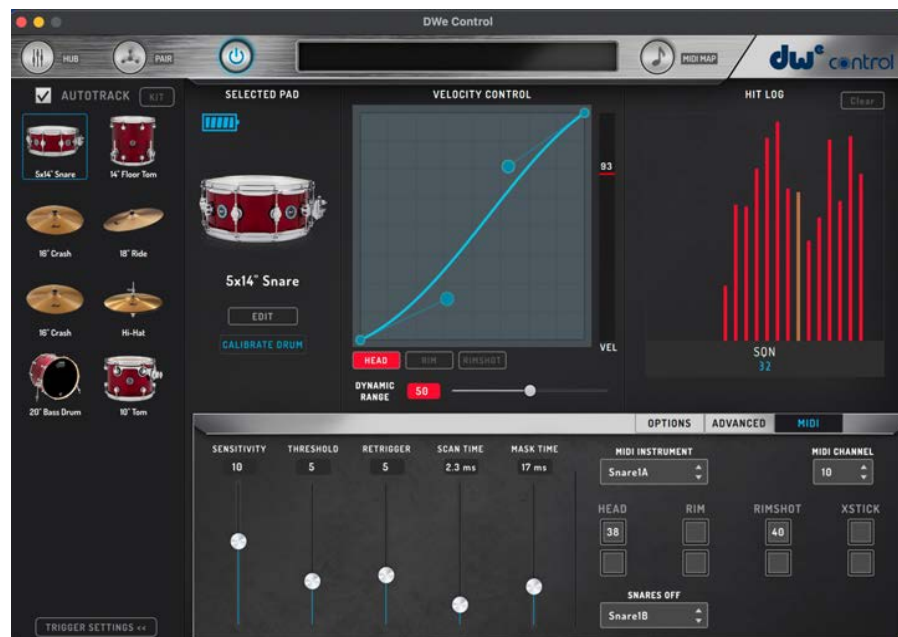 DWe Control
HUB
PAIR
MIDI MAP
dwe control
AUTOTRACK
KIT
5x14" Snare
14" Floor Tom
16" Crash
18" Ride
16" Crash
Hi-Hat
20" Bass Drum
10" Tom
TRIGGER SETTINGS <<
SELECTED PAD
5x14" Snare
EDIT
CALIBRATE DRUM
VELOCITY CONTROL
93
VEL
HEAD
RIM
RIMSHOT
DYNAMIC
RANGE
50
HIT LOG
Clear
SQN
32
OPTIONS
ADVANCED
MIDI
SENSITIVITY
10
THRESHOLD
5
RETRIGGER
5
SCAN TIME
2.3 ms
MASK TIME
17 ms
MIDI INSTRUMENT
Snare1A
MIDI CHANNEL
10
HEAD
RIM
RIMSHOT
XSTICK
38
40
SNARES OFF
Snare1B